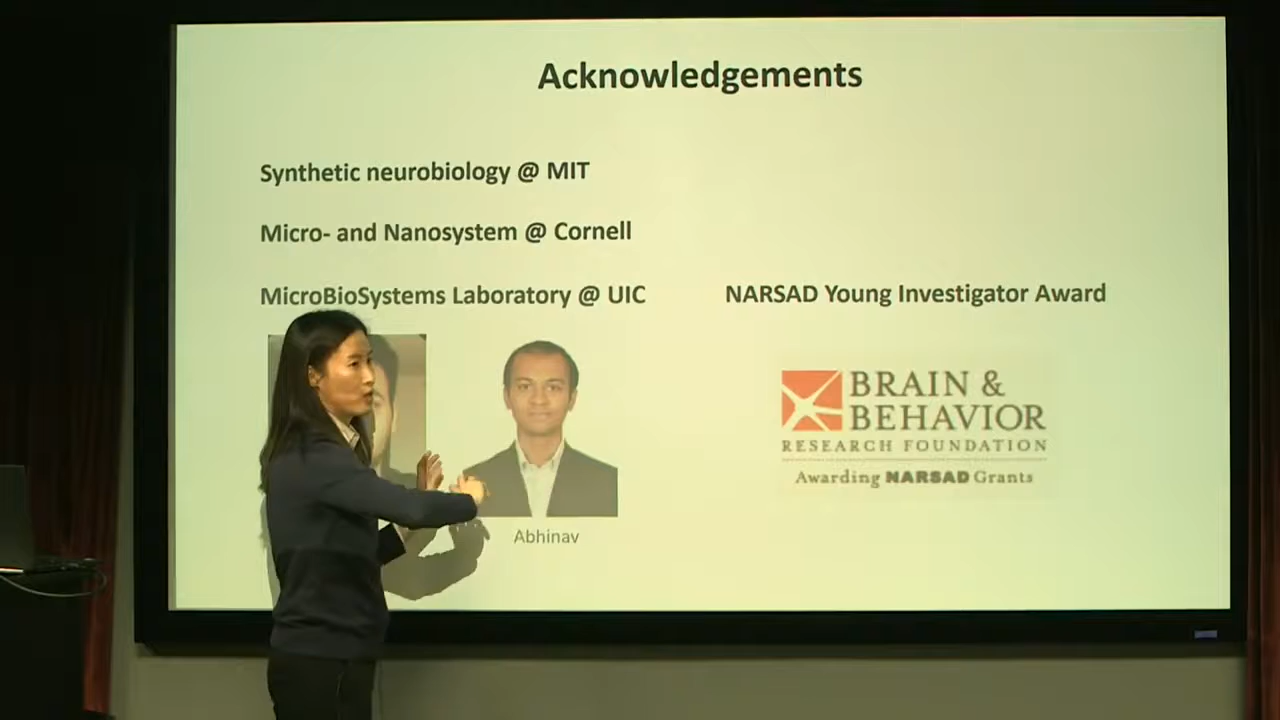 Acknowledgements
Synthetic neurobiology @ MIT
Micro- and Nanosystem @ Cornell
MicroBioSystems Laboratory @ UIC
NARSAD Young Investigator Award
BRAIN &
BEHAVIOR
RESEARCH FOUNDATION
Awarding NARSAD Grants
Abhinav